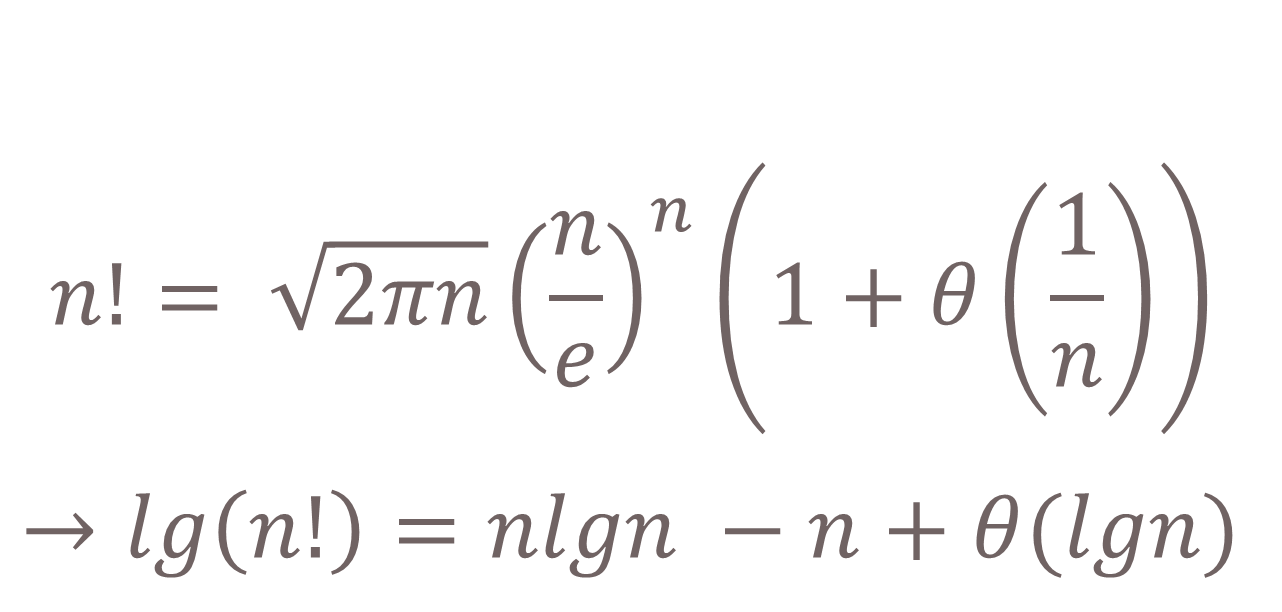 n! = √2πn (n/e)^n (1 + θ(1/n))
→ lg(n!) = nlgn − n + θ(lgn)